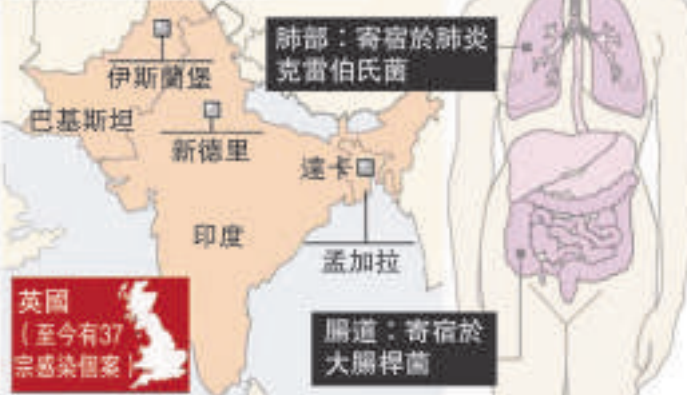 伊斯蘭堡
巴基斯坦
新德里
達卡
印度
孟加拉
英國
(至今有37
宗感染個案)
肺部：寄宿於肺炎
克雷伯氏菌
腸道：寄宿於
大腸桿菌